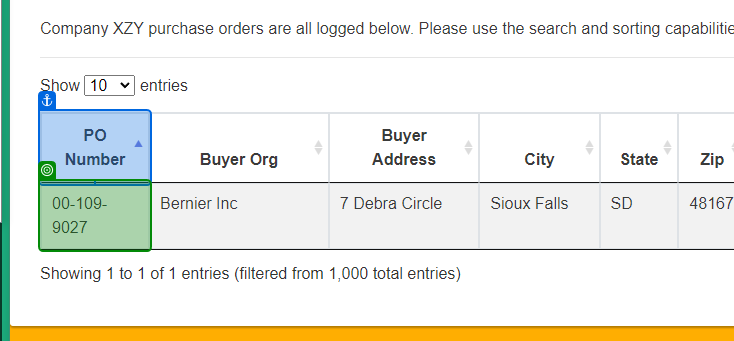 Company XZY purchase orders are all logged below. Please use the search and sorting
Show 10 entries
PO Number Buyer Org Buyer Address City State Zip
00-109-9027 Bernier Inc 7 Debra Circle Sioux Falls SD 48167
Showing 1 to 1 of 1 entries (filtered from 1,000 total entries)